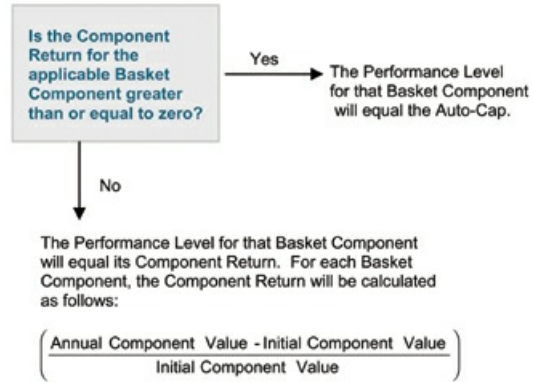 Is the Component
Return for the
applicable Basket
Component greater
than or equal to zero?
Yes
The Performance Level
for that Basket Component
will equal the Auto-Cap.
No
The Performance Level for that Basket Component
will equal its Component Return. For each Basket
Component, the Component Return will be calculated
as follows:
Annual Component Value - Initial Component Value
Initial Component Value